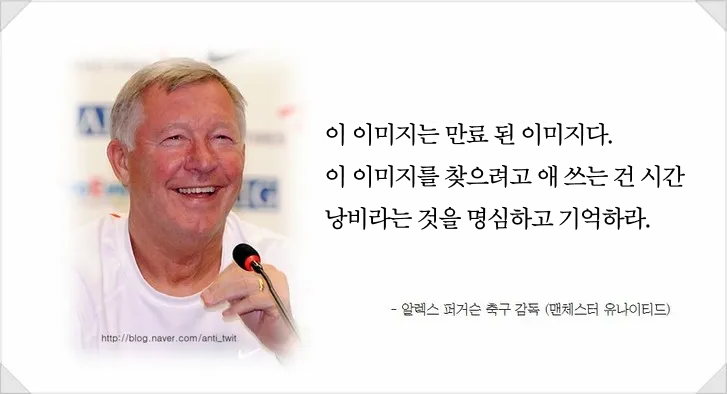 이 이미지는 만료 된 이미지다.
이 이미지를 찾으려고 애 쓰는 건 시간
낭비라는 것을 명심하고 기억하라.
- 알렉스 퍼거슨 축구 감독 (맨체스터 유나이티드)
http://blog.naver.com/anti_twit